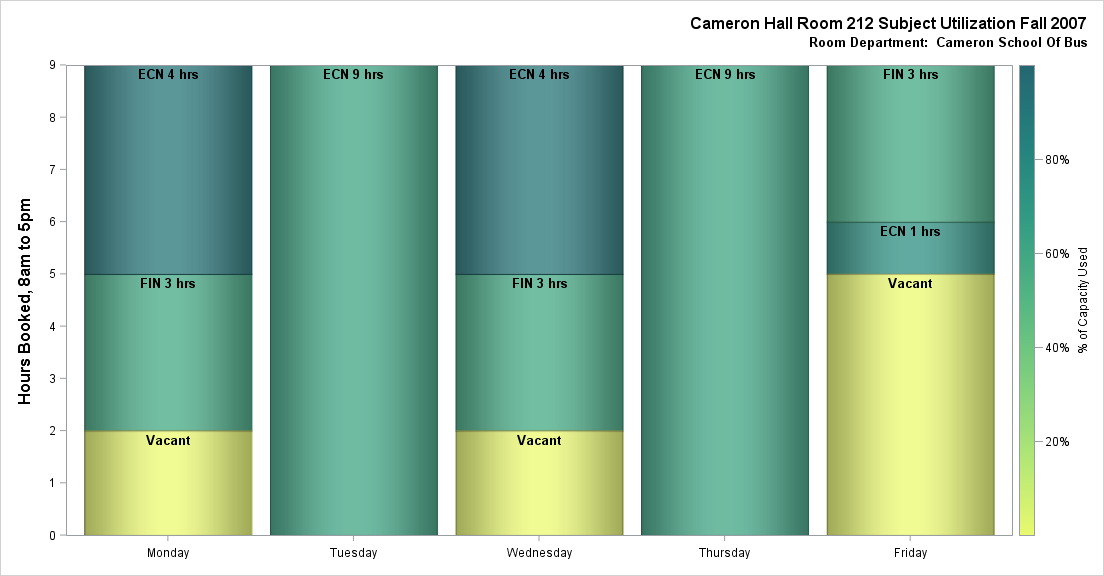 Cameron Hall Room 212 Subject Utilization Fall 2007
Room Department:  Cameron School Of Bus
Hours Booked, 8am to 5pm
9
8
7
6
5
4
3
2
1
0
ECN 4 hrs
FIN 3 hrs
Vacant
ECN 9 hrs
ECN 4 hrs
FIN 3 hrs
Vacant
ECN 9 hrs
FIN 3 hrs
ECN 1 hrs
Vacant
Monday
Tuesday
Wednesday
Thursday
Friday
80%
60%
40%
20%
% of Capacity Used